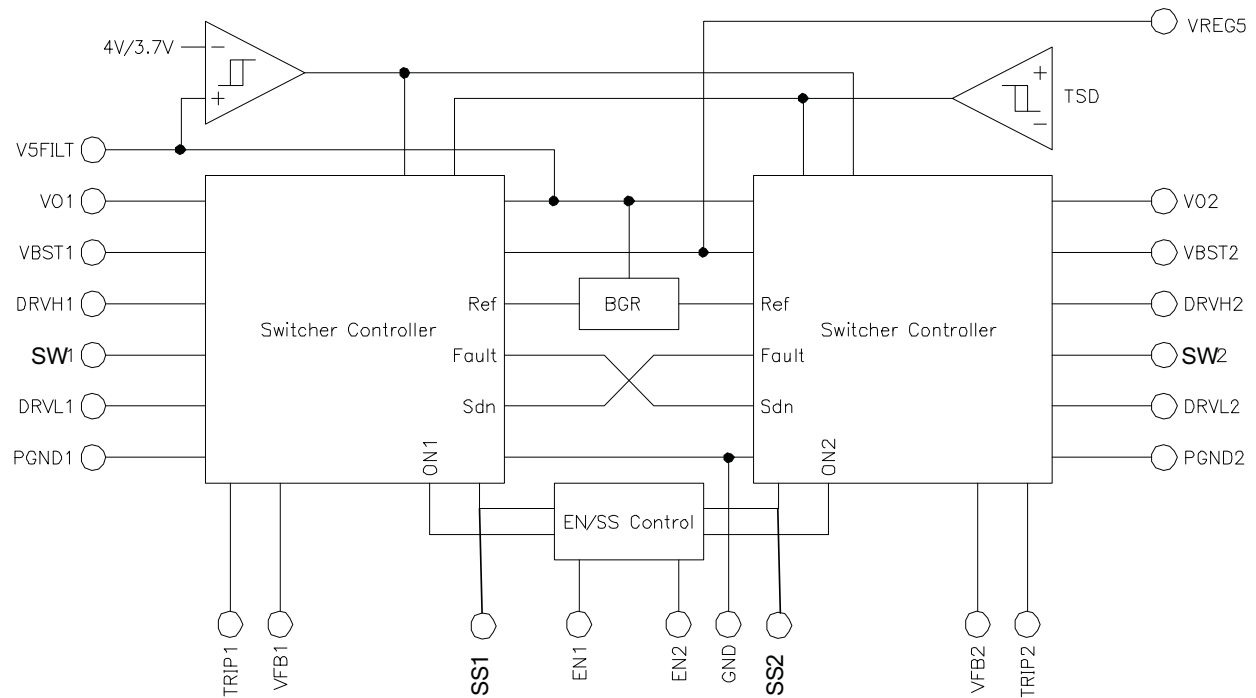 VREG5
4V/3.7V
−
+
+
−
TSD
V5FILT
VO1
VO2
VBST1
VBST2
DRVH1
Ref
BGR
Ref
DRVH2
Switcher Controller
Switcher Controller
SW1
Fault
Fault
SW2
DRVL1
Sdn
Sdn
DRVL2
PGND1
ON1
ON2
PGND2
EN/SS Control
TRIP1
VFB1
SS1
EN1
EN2
GND
SS2
VFB2
TRIP2